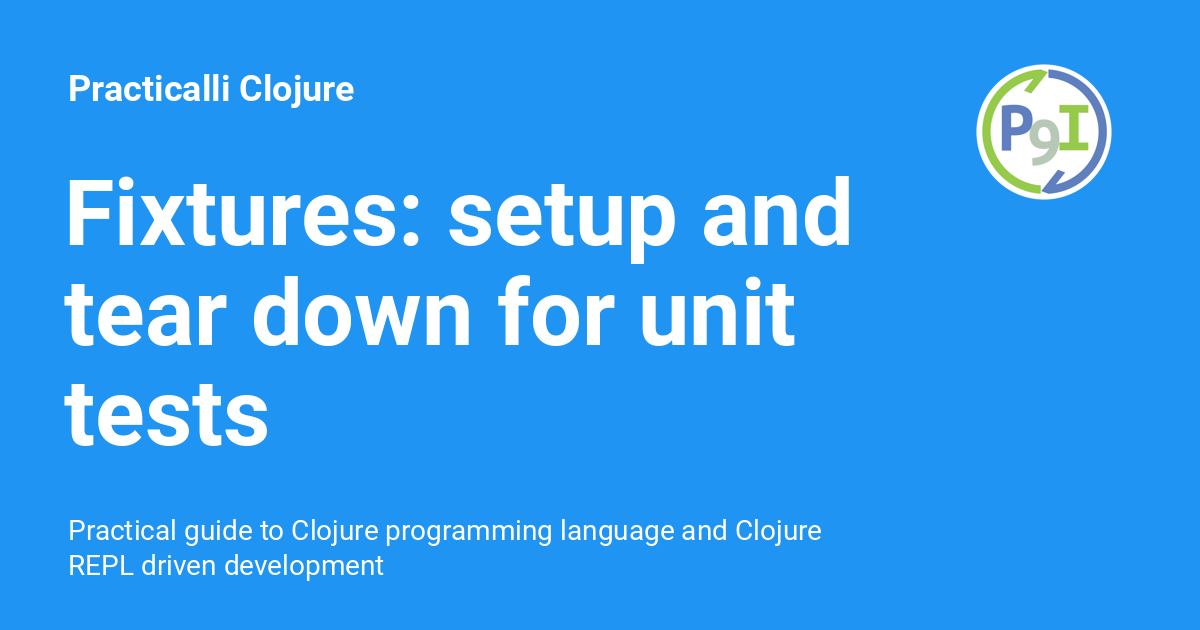 Practicalli Clojure
P9I
Fixtures: setup and
tear down for unit
tests
Practical guide to Clojure programming language and Clojure
REPL driven development